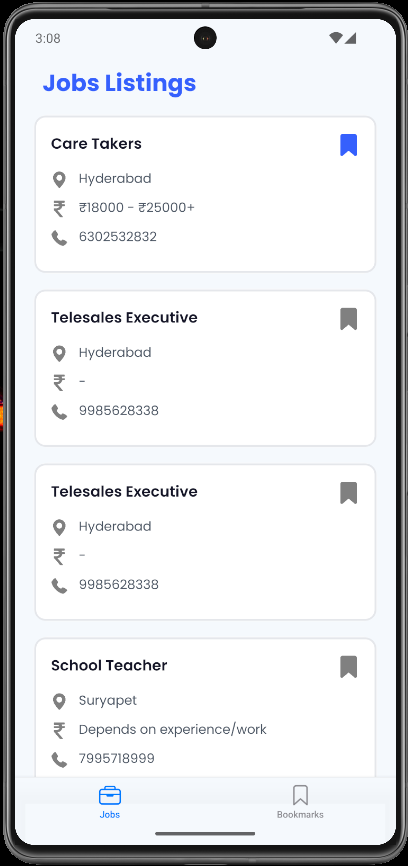 3:08
Jobs Listings
Care Takers
Hyderabad
₹18000 - ₹25000+
6302532832
Telesales Executive
Hyderabad
-
9985628338
Telesales Executive
Hyderabad
-
9985628338
School Teacher
Suryapet
Depends on experience/work
7995718999
Jobs
Bookmarks